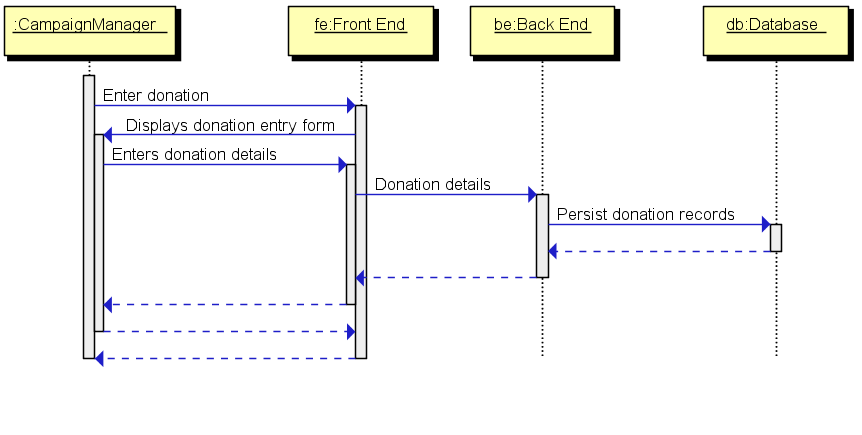 :CampaignManager
fe:Front End
be:Back End
db:Database
Enter donation
Displays donation entry form
Enters donation details
Donation details
Persist donation records